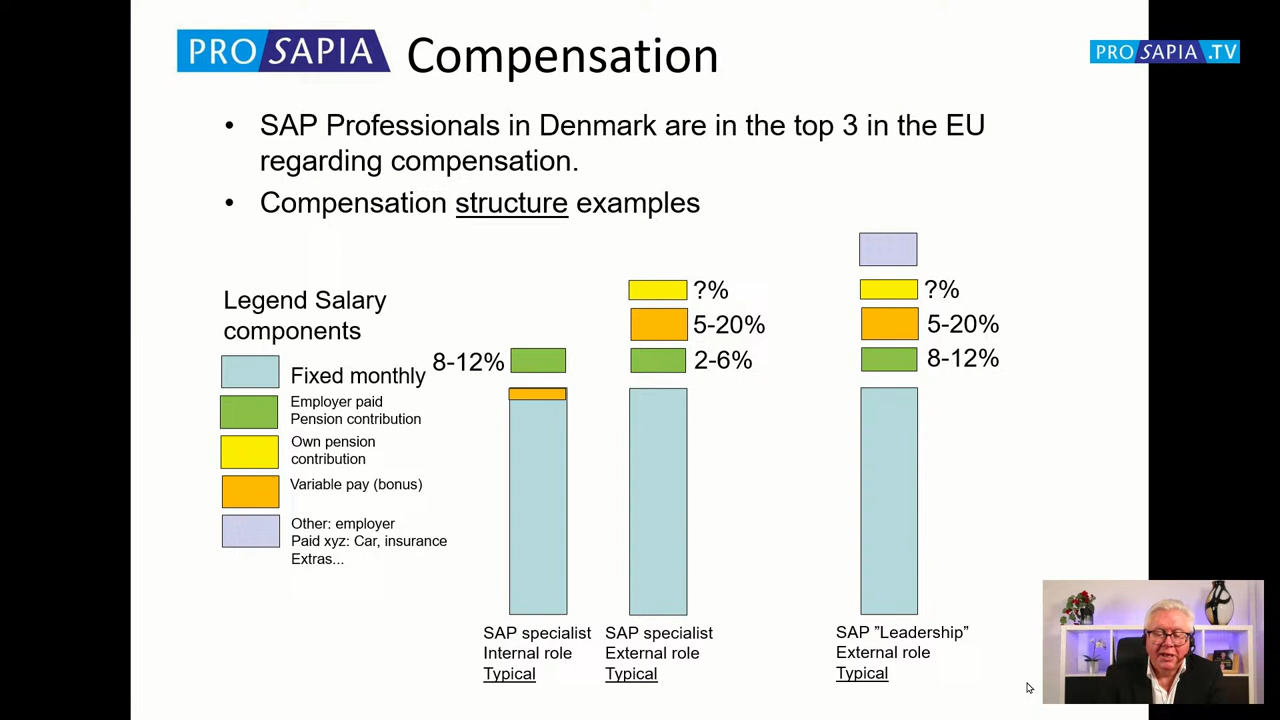 PRO SAPIA
Compensation
PRO SAPIA .TV
• SAP Professionals in Denmark are in the top 3 in the EU
regarding compensation.
• Compensation structure examples
Legend Salary
components
Fixed monthly
Employer paid
Pension contribution
Own pension
contribution
Variable pay (bonus)
Other: employer
Paid xyz: Car, insurance
Extras...
8-12%
?%
5-20%
2-6%
?%
5-20%
8-12%
SAP specialist
Internal role
Typical
SAP specialist
External role
Typical
SAP ”Leadership”
External role
Typical